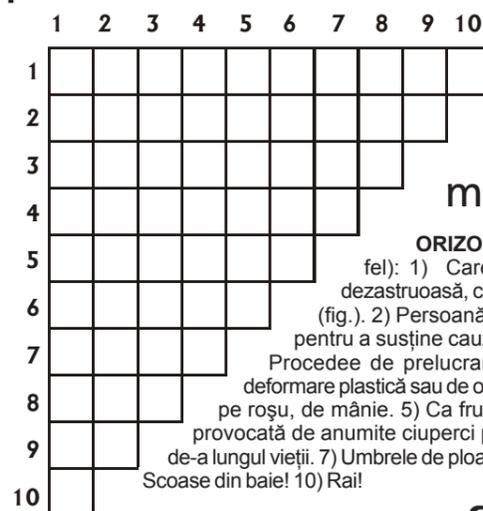 1 2 3 4 5 6 7 8 9 10
1
2
3
m
4
ORIZO
5
fel): 1) Care
dezastruoasă, c
6
(fig.). 2) Persoană
pentru a susține cau
7
Procedee de prelucrar
deformare plastică sau de o
8
pe roşu, de mânie. 5) Ca fru
provocată de anumite ciuperci
9
de-a lungul vieții. 7) Umbrele de ploa
Scoase din baie! 10) Rai!
10